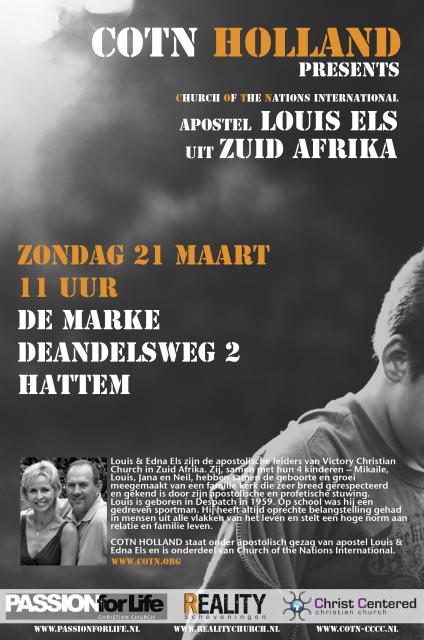 COTN HOLLAND
PRESENTS
CHURCH OF THE NATIONS INTERNATIONAL
APOSTEL LOUIS ELS
UIT ZUID AFRIKA
ZONDAG 21 MAART
11 UUR
DE MARKE
DEANDELSWEG 2
HATTEM
Louis & Edna Els zijn de apostolische leiders van Victory Christian
Church in Zuid Afrika. Zij, samen met hun 4 kinderen – Mikaile,
Louis, Jana en Neil, hebben samen de geboorte en groei
meegemaakt van een familie kerk die zeer breed gerespecteerd
en gekend is door zijn apostolische en profetische stuwing.
Louis is geboren in Despatch in 1959. Op school was hij een
gedreven sportman. Hij heeft altijd oprechte belangstelling gehad
in mensen uit alle vlakken van het leven en stelt een hoge norm aan
relatie en familie leven.
COTN HOLLAND staat onder apostolisch gezag van apostel Louis &
Edna Els en is onderdeel van Church of the Nations International.
WWW.COTN.ORG
PASSION for Life
CHRISTIAN CHURCH
REALITY
Scheveningen
Christ Centered
christian church
WWW.PASSIONFORLIFE.NL WWW.REALITYCHURCH.NL WWW.COTN-CCCC.NL